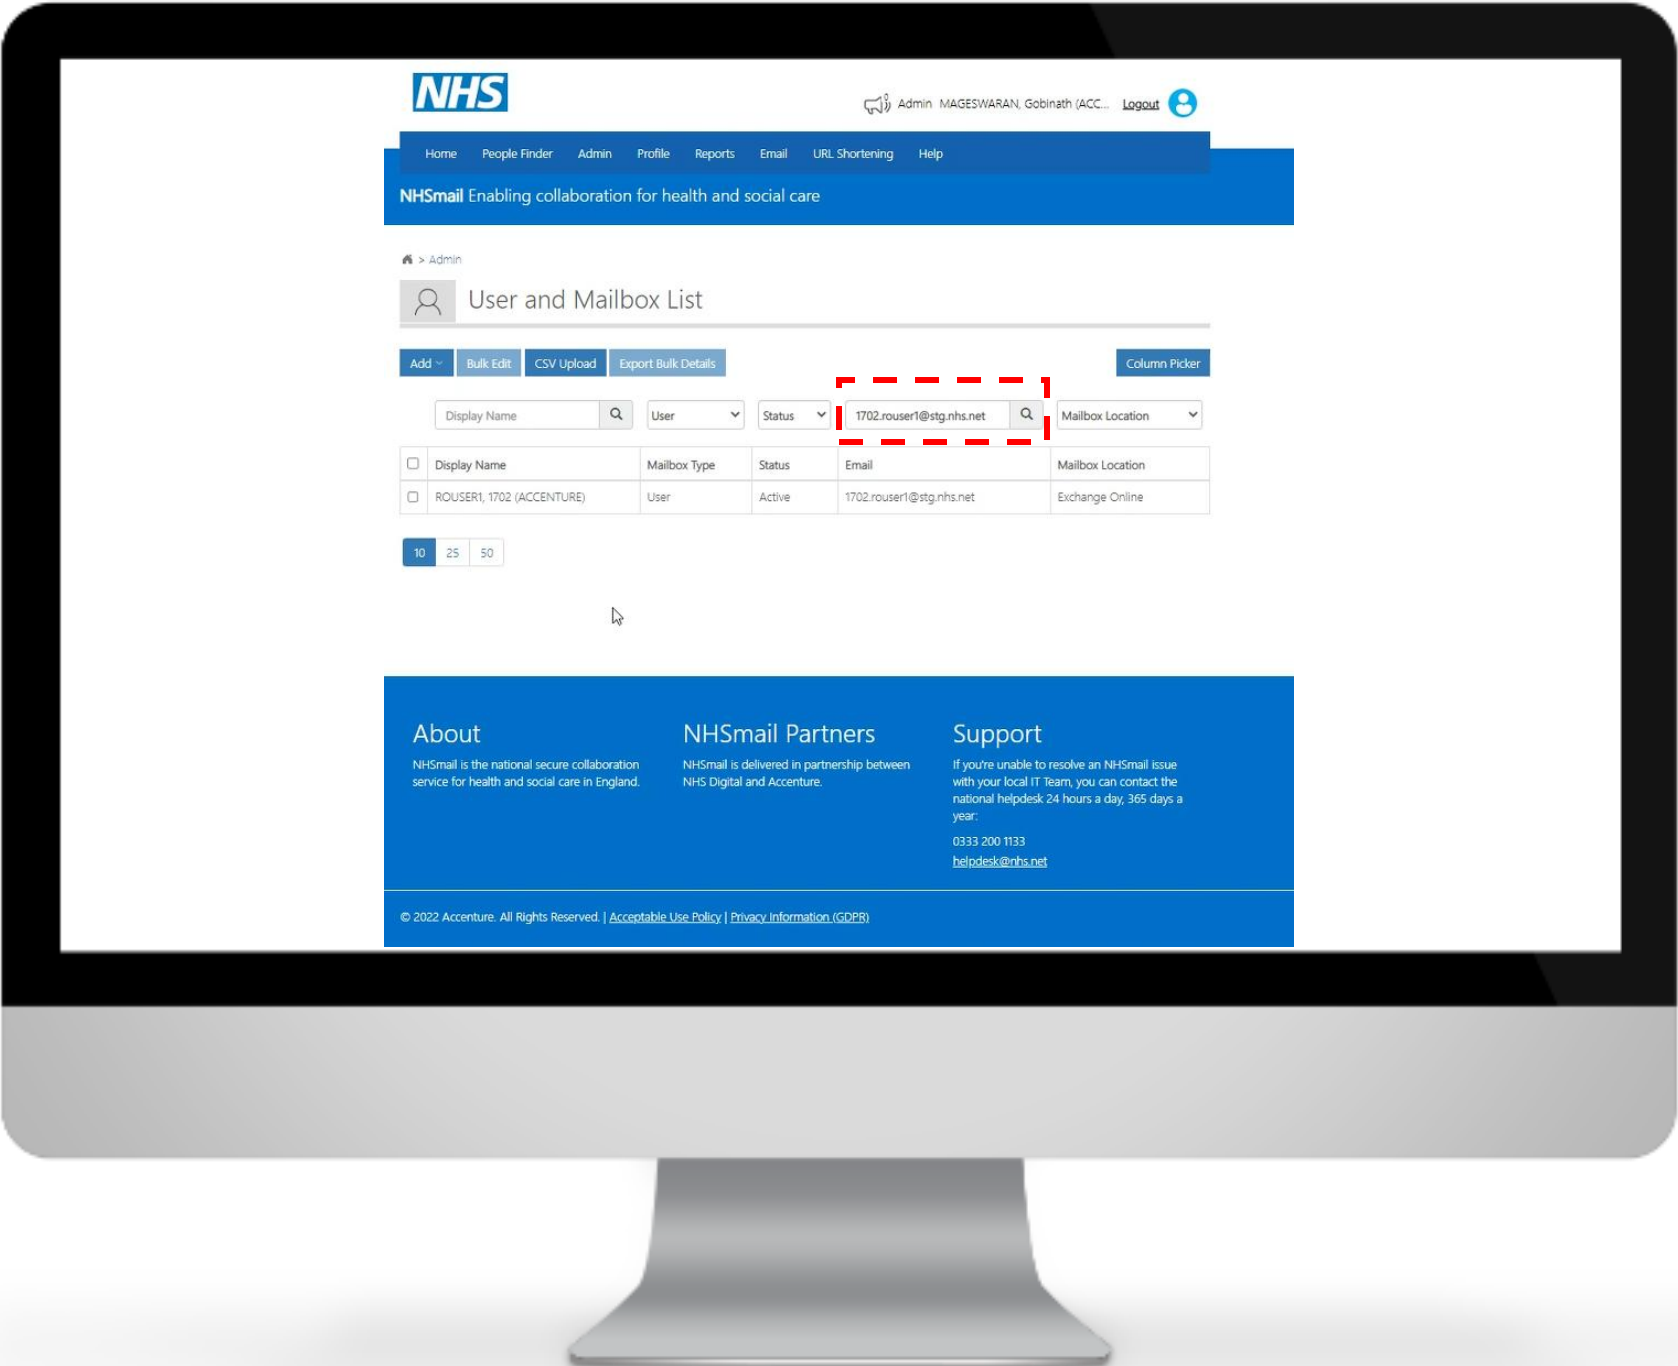 NHS
Admin MAGESWARAN, Gobinath (ACC... Logout
Home People Finder Admin Profile Reports Email URL Shortening Help
NHSmail Enabling collaboration for health and social care
> Admin
User and Mailbox List
Add Bulk Edit CSV Upload Export Bulk Details Column Picker
Display Name User Status 1702.rouser1@stg.nhs.net Mailbox Location
Display Name Mailbox Type Status Email Mailbox Location
ROUSER1, 1702 (ACCENTURE) User Active 1702.rouser1@stg.nhs.net Exchange Online
10 25 50
About
NHSmail is the national secure collaboration
service for health and social care in England.
NHSmail Partners
NHSmail is delivered in partnership between
NHS Digital and Accenture.
Support
If you're unable to resolve an NHSmail issue
with your local IT Team, you can contact the
national helpdesk 24 hours a day, 365 days a
year:
0333 200 1133
helpdesk@nhs.net
© 2022 Accenture. All Rights Reserved. | Acceptable Use Policy | Privacy Information (GDPR)